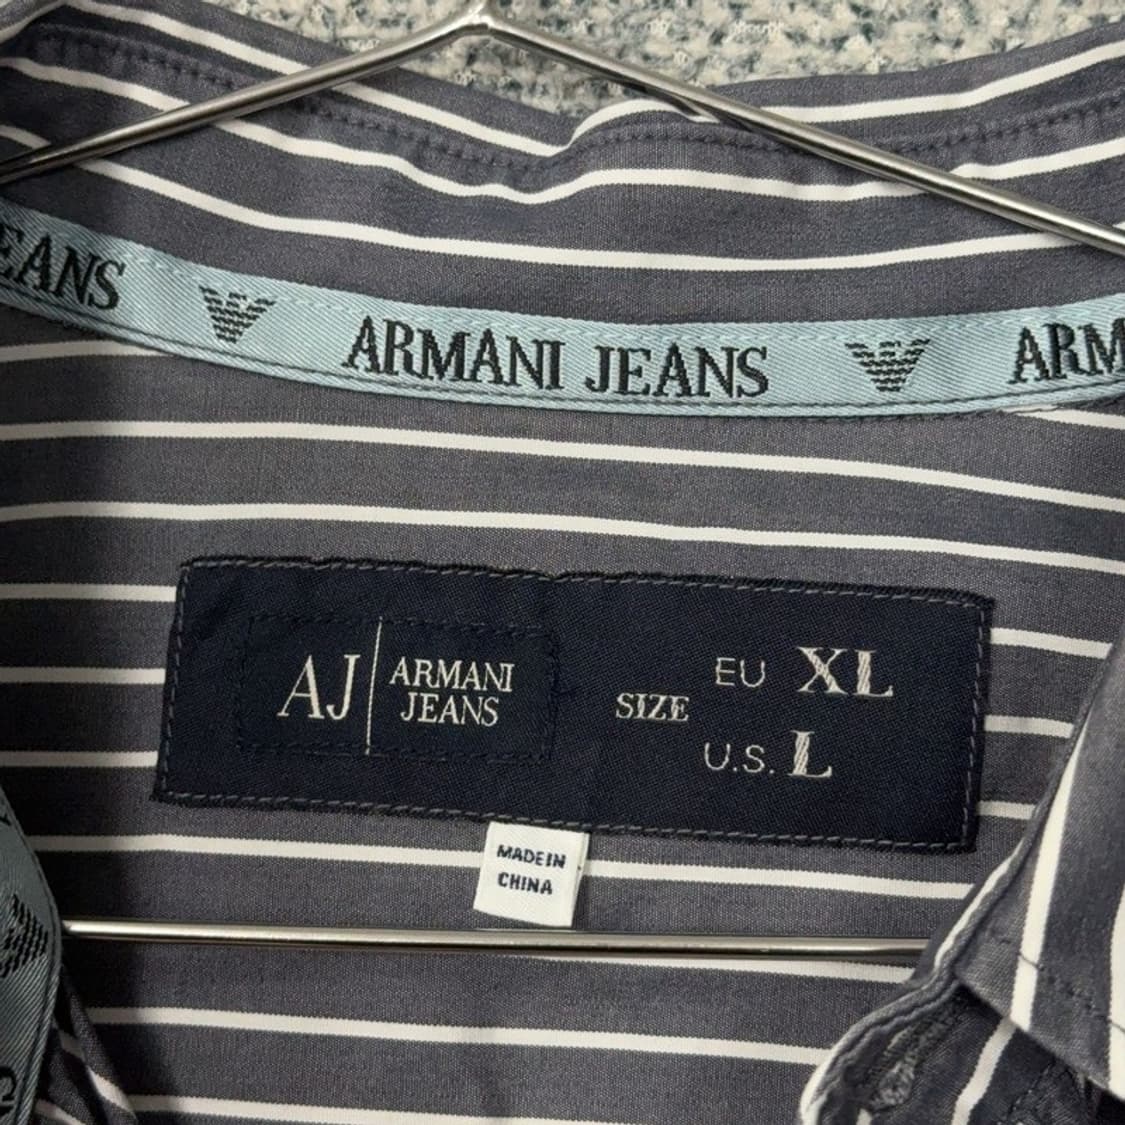 EANS ARMANI JEANS ARM
AJ ARMANI JEANS
SIZE
EU XL
U.S. L
MADE IN
CHINA